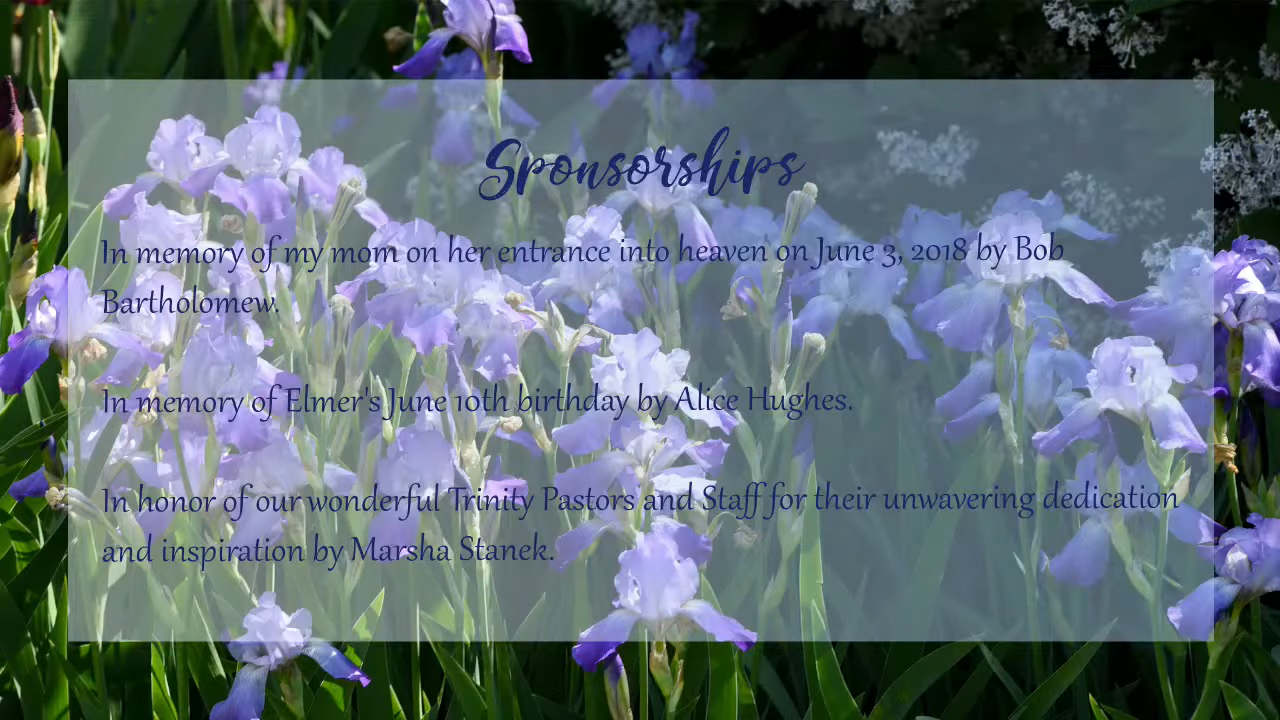 Sponsorships
In memory of my mom on her entrance into heaven on June 3, 2018 by Bob
Bartholomew.
In memory of Elmer's June 10th birthday by Alice Hughes.
In honor of our wonderful Trinity Pastors and Staff for their unwavering dedication
and inspiration by Marsha Stanek.